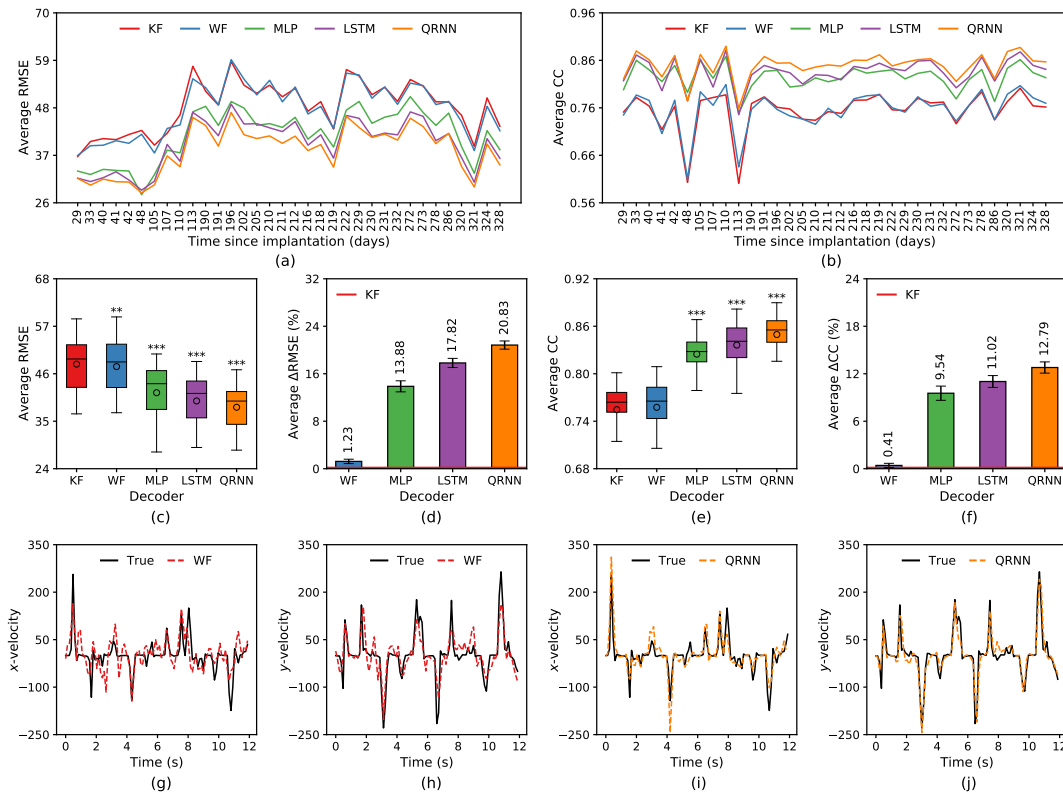 70
59
48
37
26
Average RMSE
KF WF MLP LSTM QRNN
29 33 40 41 42 48 105 107 110 113 190 191 196 202 205 210 211 212 216 218 219 222 229 230 231 232 272 273 278 286 320 321 324 328
Time since implantation (days)
(a)
0.96
0.86
0.76
0.66
0.56
Average CC
KF WF MLP LSTM QRNN
29 33 40 41 42 48 105 107 110 113 190 191 196 202 205 210 211 212 216 218 219 222 229 230 231 232 272 273 278 286 320 321 324 328
Time since implantation (days)
(b)
68
57
46
35
24
Average RMSE
** *** *** ***
KF WF MLP LSTM QRNN
Decoder
(c)
32
24
16
8
0
Average ΔRMSE (%)
KF
1.23 13.88 17.82 20.83
WF MLP LSTM QRNN
Decoder
(d)
0.92
0.86
0.80
0.74
0.68
Average CC
*** *** ***
KF WF MLP LSTM QRNN
Decoder
(e)
24
18
12
6
0
Average ΔCC (%)
KF
0.41 9.54 11.02 12.79
WF MLP LSTM QRNN
Decoder
(f)
350
200
50
−100
−250
x-velocity
True WF
0 2 4 6 8 10 12
Time (s)
(g)
350
200
50
−100
−250
y-velocity
True WF
0 2 4 6 8 10 12
Time (s)
(h)
350
200
50
−100
−250
x-velocity
True QRNN
0 2 4 6 8 10 12
Time (s)
(i)
350
200
50
−100
−250
y-velocity
True QRNN
0 2 4 6 8 10 12
Time (s)
(j)